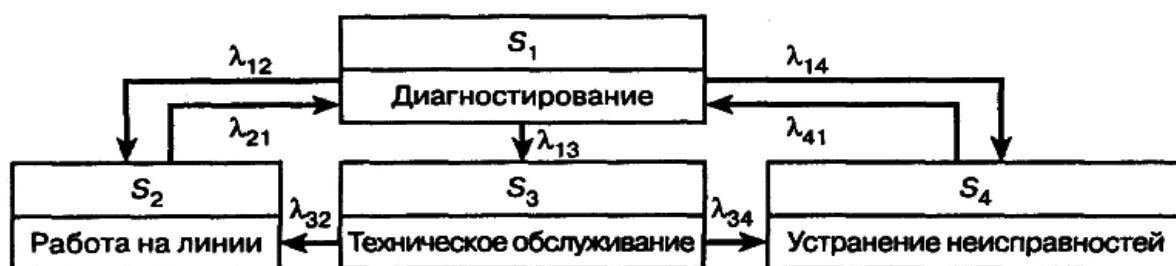 S₁
λ₁₂
λ₁₄
Диагностирование
λ₂₁
λ₁₃
λ₄₁
S₂
S₃
S₄
λ₃₂
λ₃₄
Работа на линии
Техническое обслуживание
Устранение неисправностей